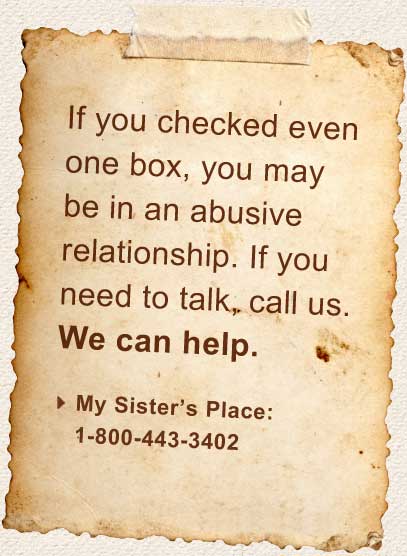 If you checked even
one box, you may
be in an abusive
relationship. If you
need to talk, call us.
We can help.
My Sister's Place:
1-800-443-3402